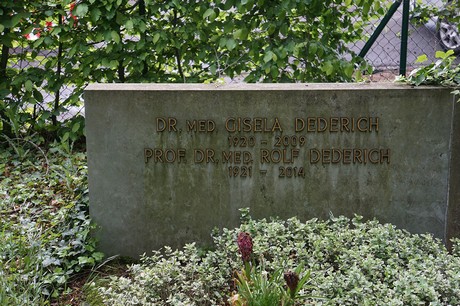 DR. MED. GISELA DEDERICH
1920 - 2009
PROF. DR. MED. ROLF DEDERICH
1921 - 2014